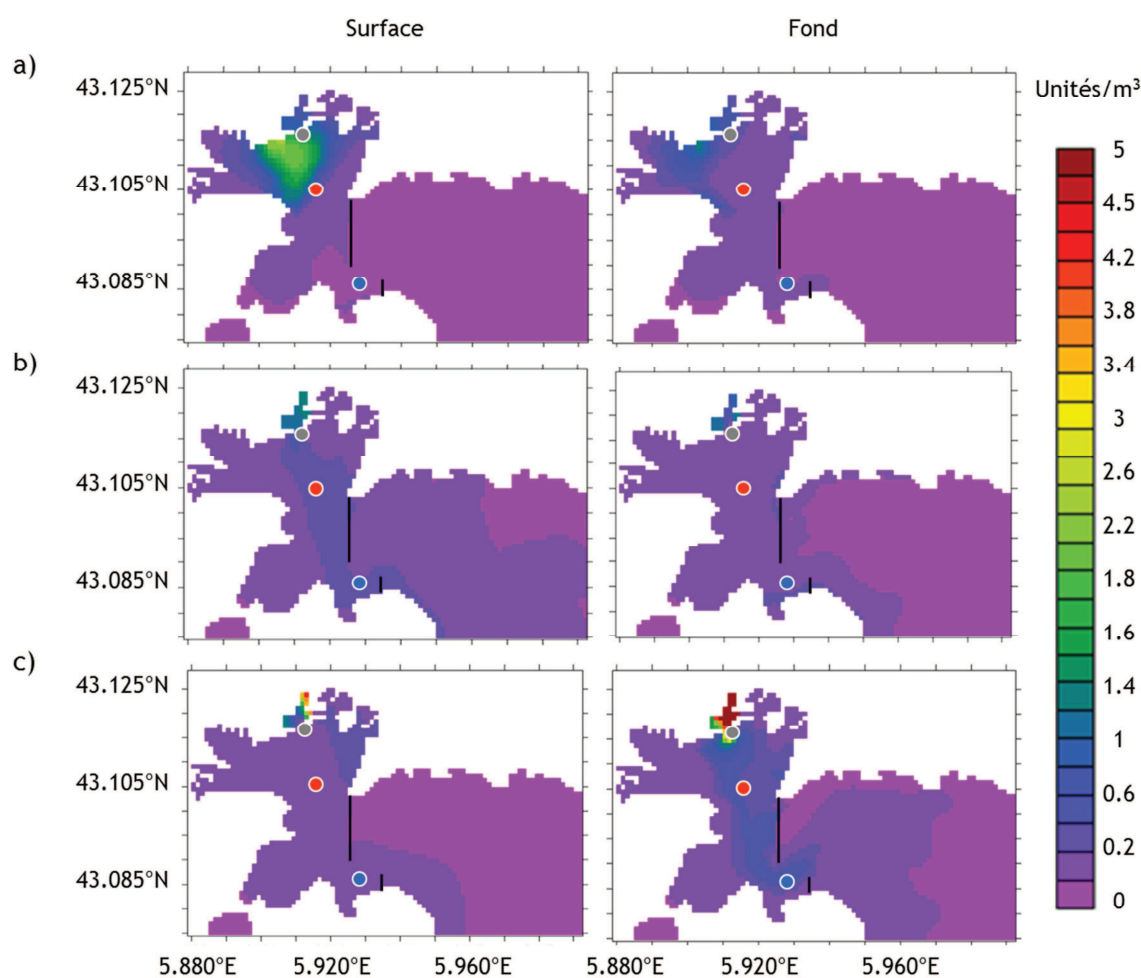 Surface Fond
a)
Unités/m³
43.125°N
43.105°N
43.085°N
b)
43.125°N
43.105°N
43.085°N
c)
43.125°N
43.105°N
43.085°N
5.880°E 5.920°E 5.960°E 5.880°E 5.920°E 5.960°E
5
4.5
4.2
3.8
3.4
3
2.6
2.2
1.8
1.6
1.4
1
0.6
0.2
0